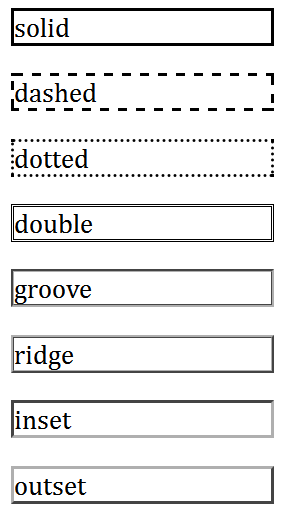 solid
dashed
dotted
double
groove
ridge
inset
outset